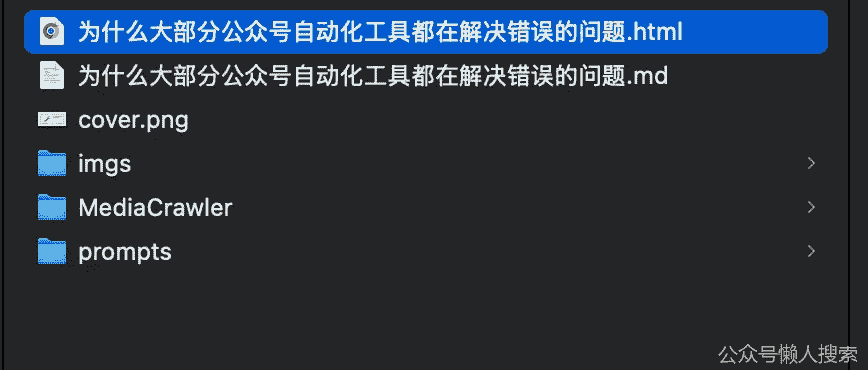 为什么大部分公众号自动化工具都在解决错误的问题.html
为什么大部分公众号自动化工具都在解决错误的问题.md
cover.png
imgs
MediaCrawler
prompts
公众号懒人搜索